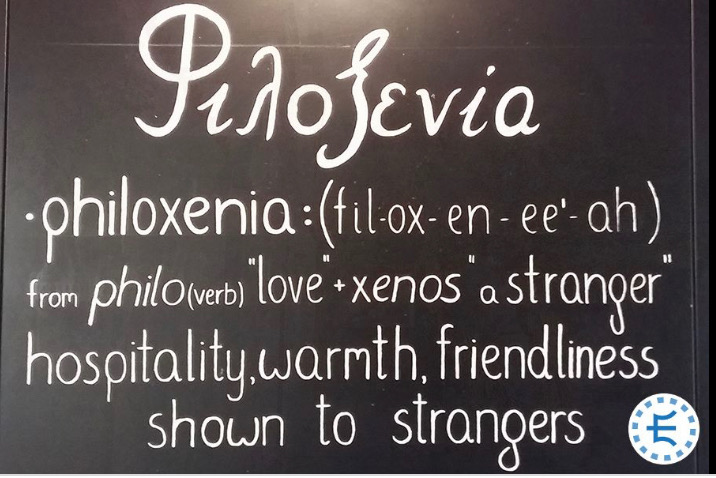 Φιλοξενία
·philoxenia:(fil-ox-en-ee'-ah)
from philo(verb) "love"+xenos "a stranger"
hospitality, warmth, friendliness
shown to strangers